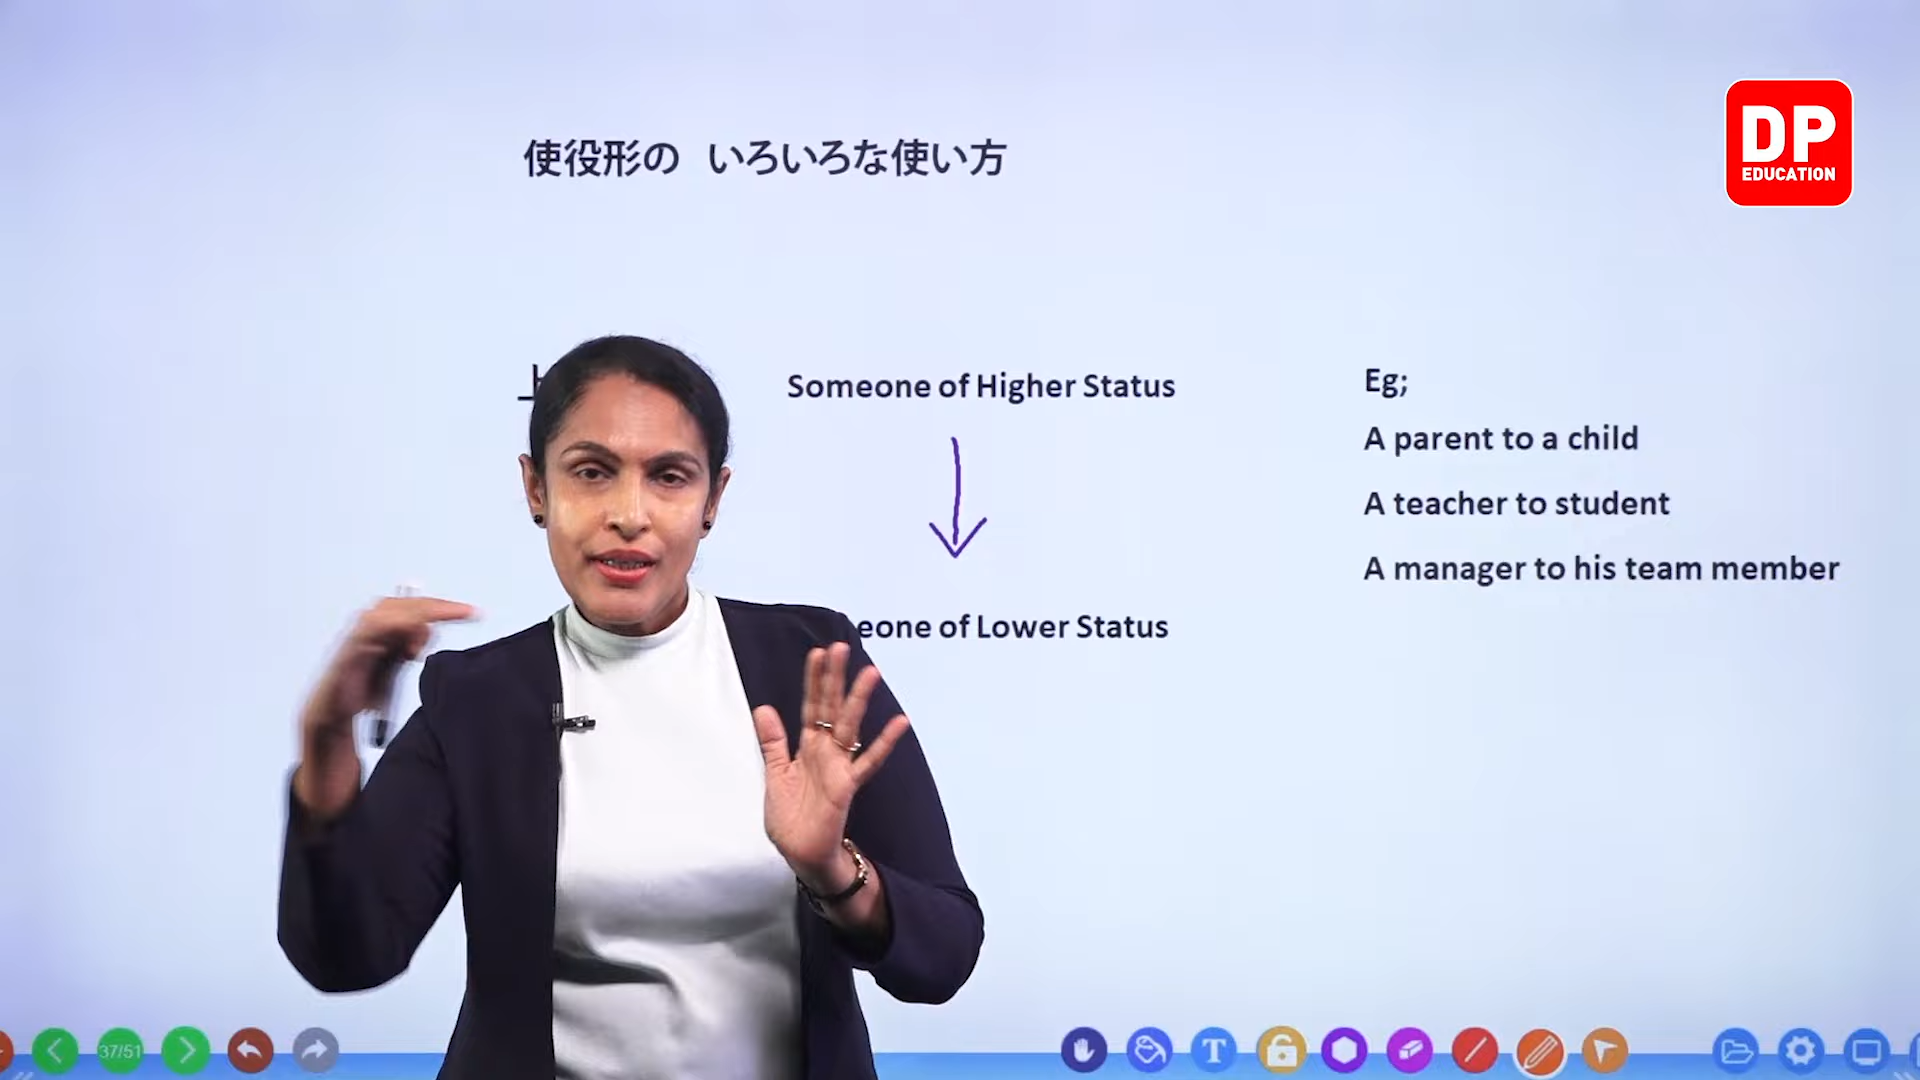 使役形の いろいろな使い方
DP
EDUCATION
Someone of Higher Status
Eg;
A parent to a child
A teacher to student
A manager to his team member
of Lower Status
37/51
T